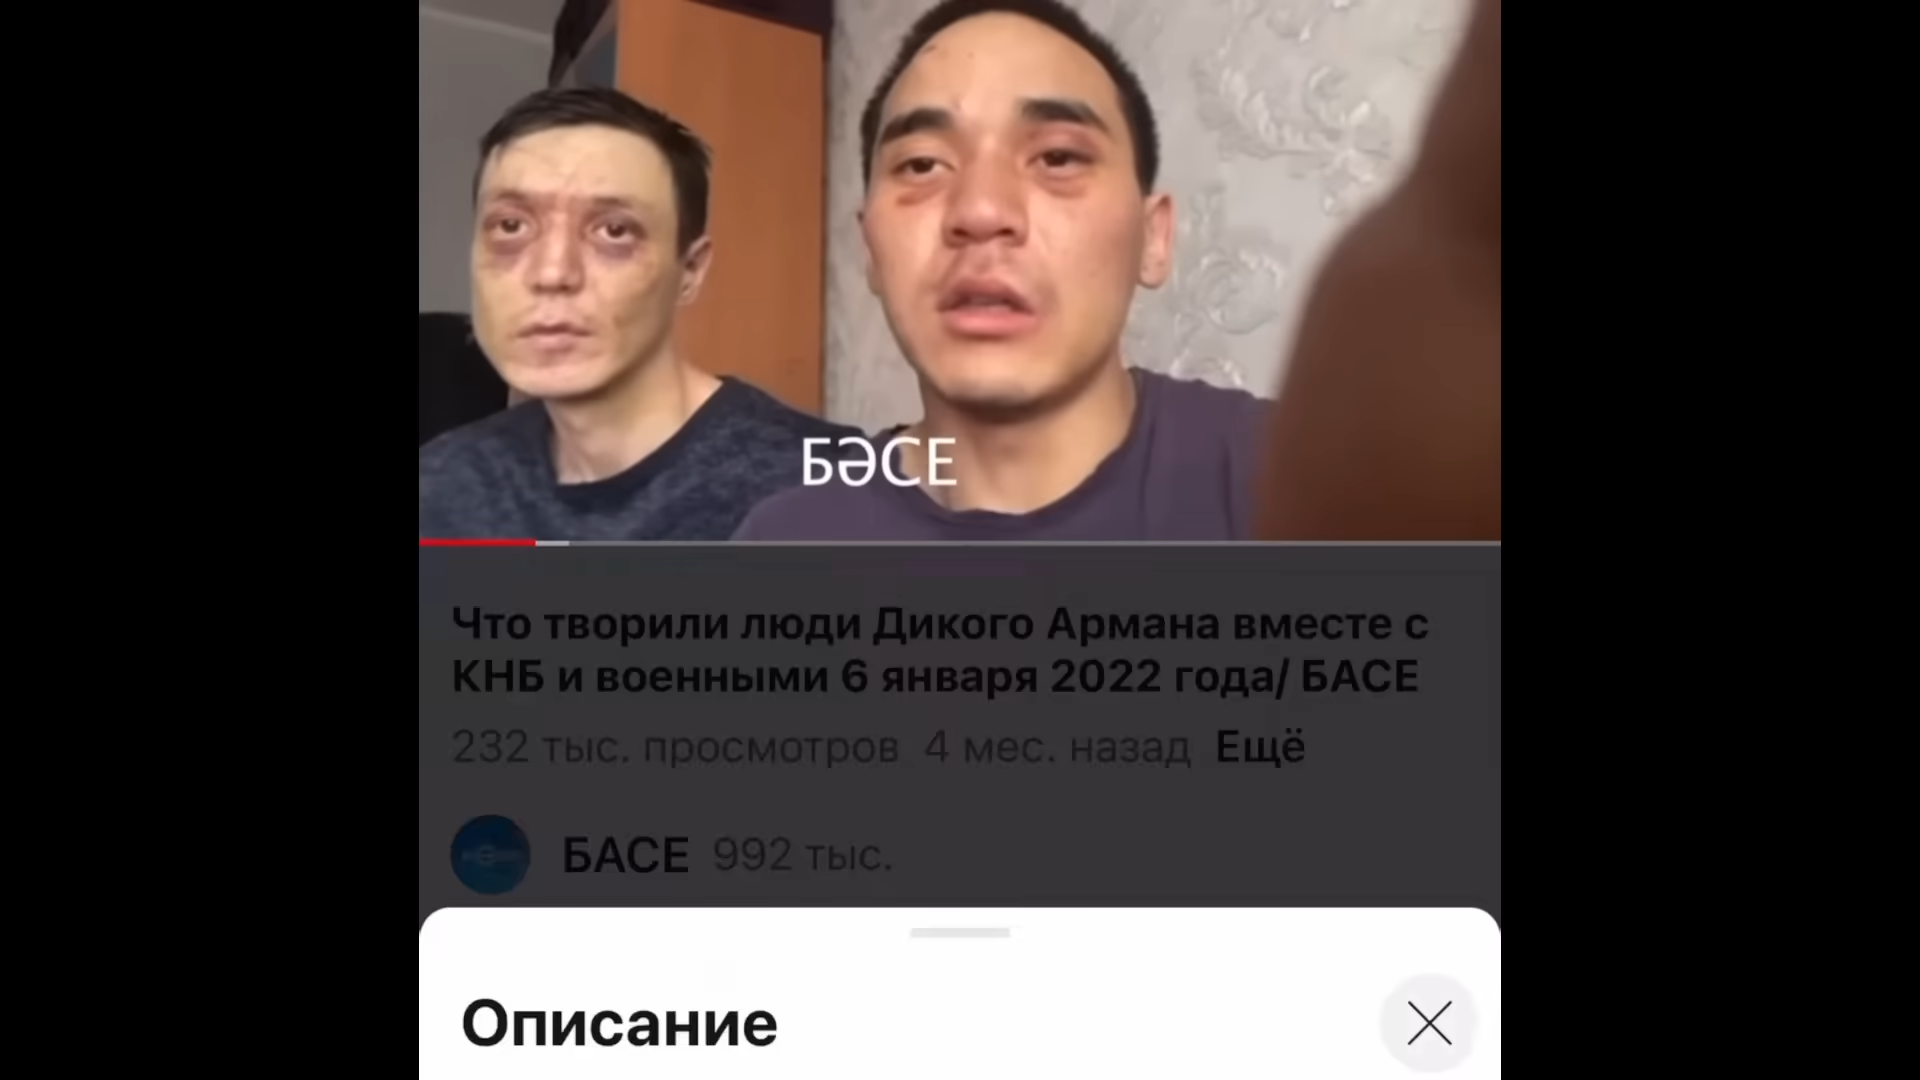 БӘСЕ
Что творили люди Дикого Армана вместе с
КНБ и военными 6 января 2022 года/ БАСЕ
232 тыс. просмотров 4 мес. назад Ещё
БАСЕ 992 тыс.
Описание